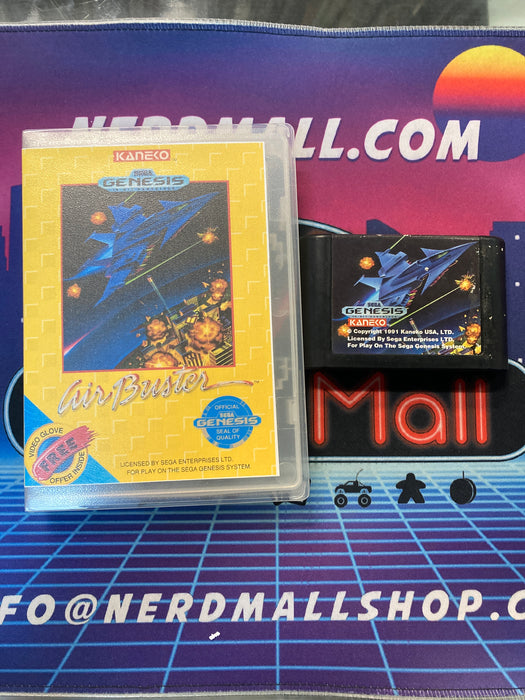 NERDMALL.COM
KANEKO
SEGA
GENESIS
Air Buster
VIDEO GLOVE
FREE
OFFER INSIDE
OFFICIAL
SEGA
GENESIS
SEAL OF
QUALITY
LICENSED BY SEGA ENTERPRISES LTD.
FOR PLAY ON THE SEGA GENESIS SYSTEM.
SEGA
GENESIS
KANEKO
© Copyright 1991 Kaneko USA, LTD.
Licensed By Sega Enterprises LTD.
For Play On The Sega Genesis System
Mall
FO@NERDMALLSHOP.C